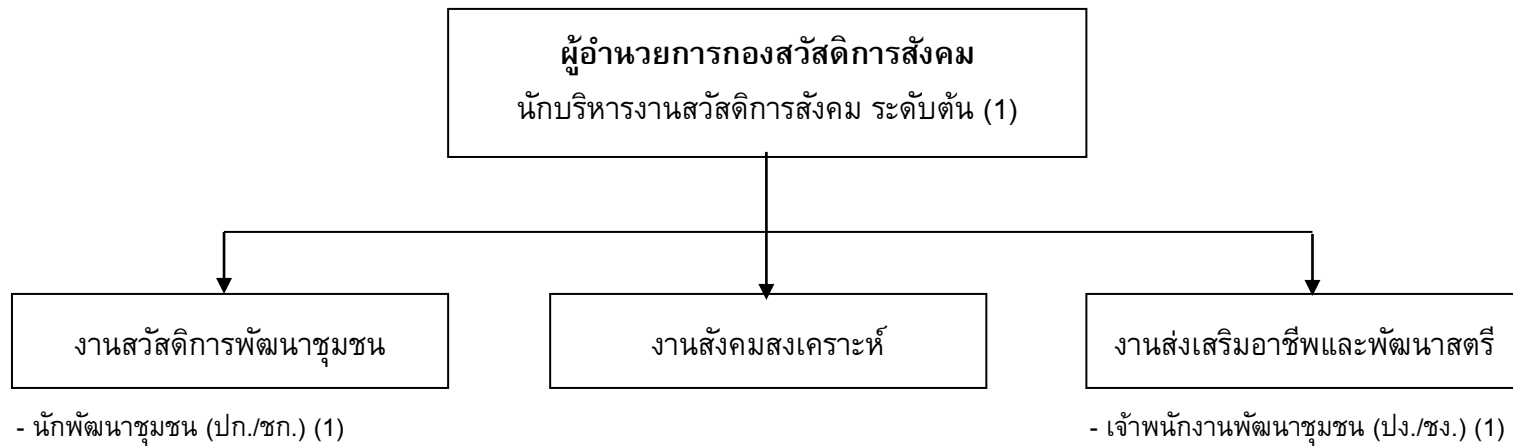 ผู้อำนวยการกองสวัสดิการสังคม
นักบริหารงานสวัสดิการสังคม ระดับต้น (1)
งานสวัสดิการพัฒนาชุมชน
งานสังคมสงเคราะห์
งานส่งเสริมอาชีพและพัฒนาสตรี
- นักพัฒนาชุมชน (ปก./ชก.) (1)
- เจ้าพนักงานพัฒนาชุมชน (ปง./ชง.) (1)